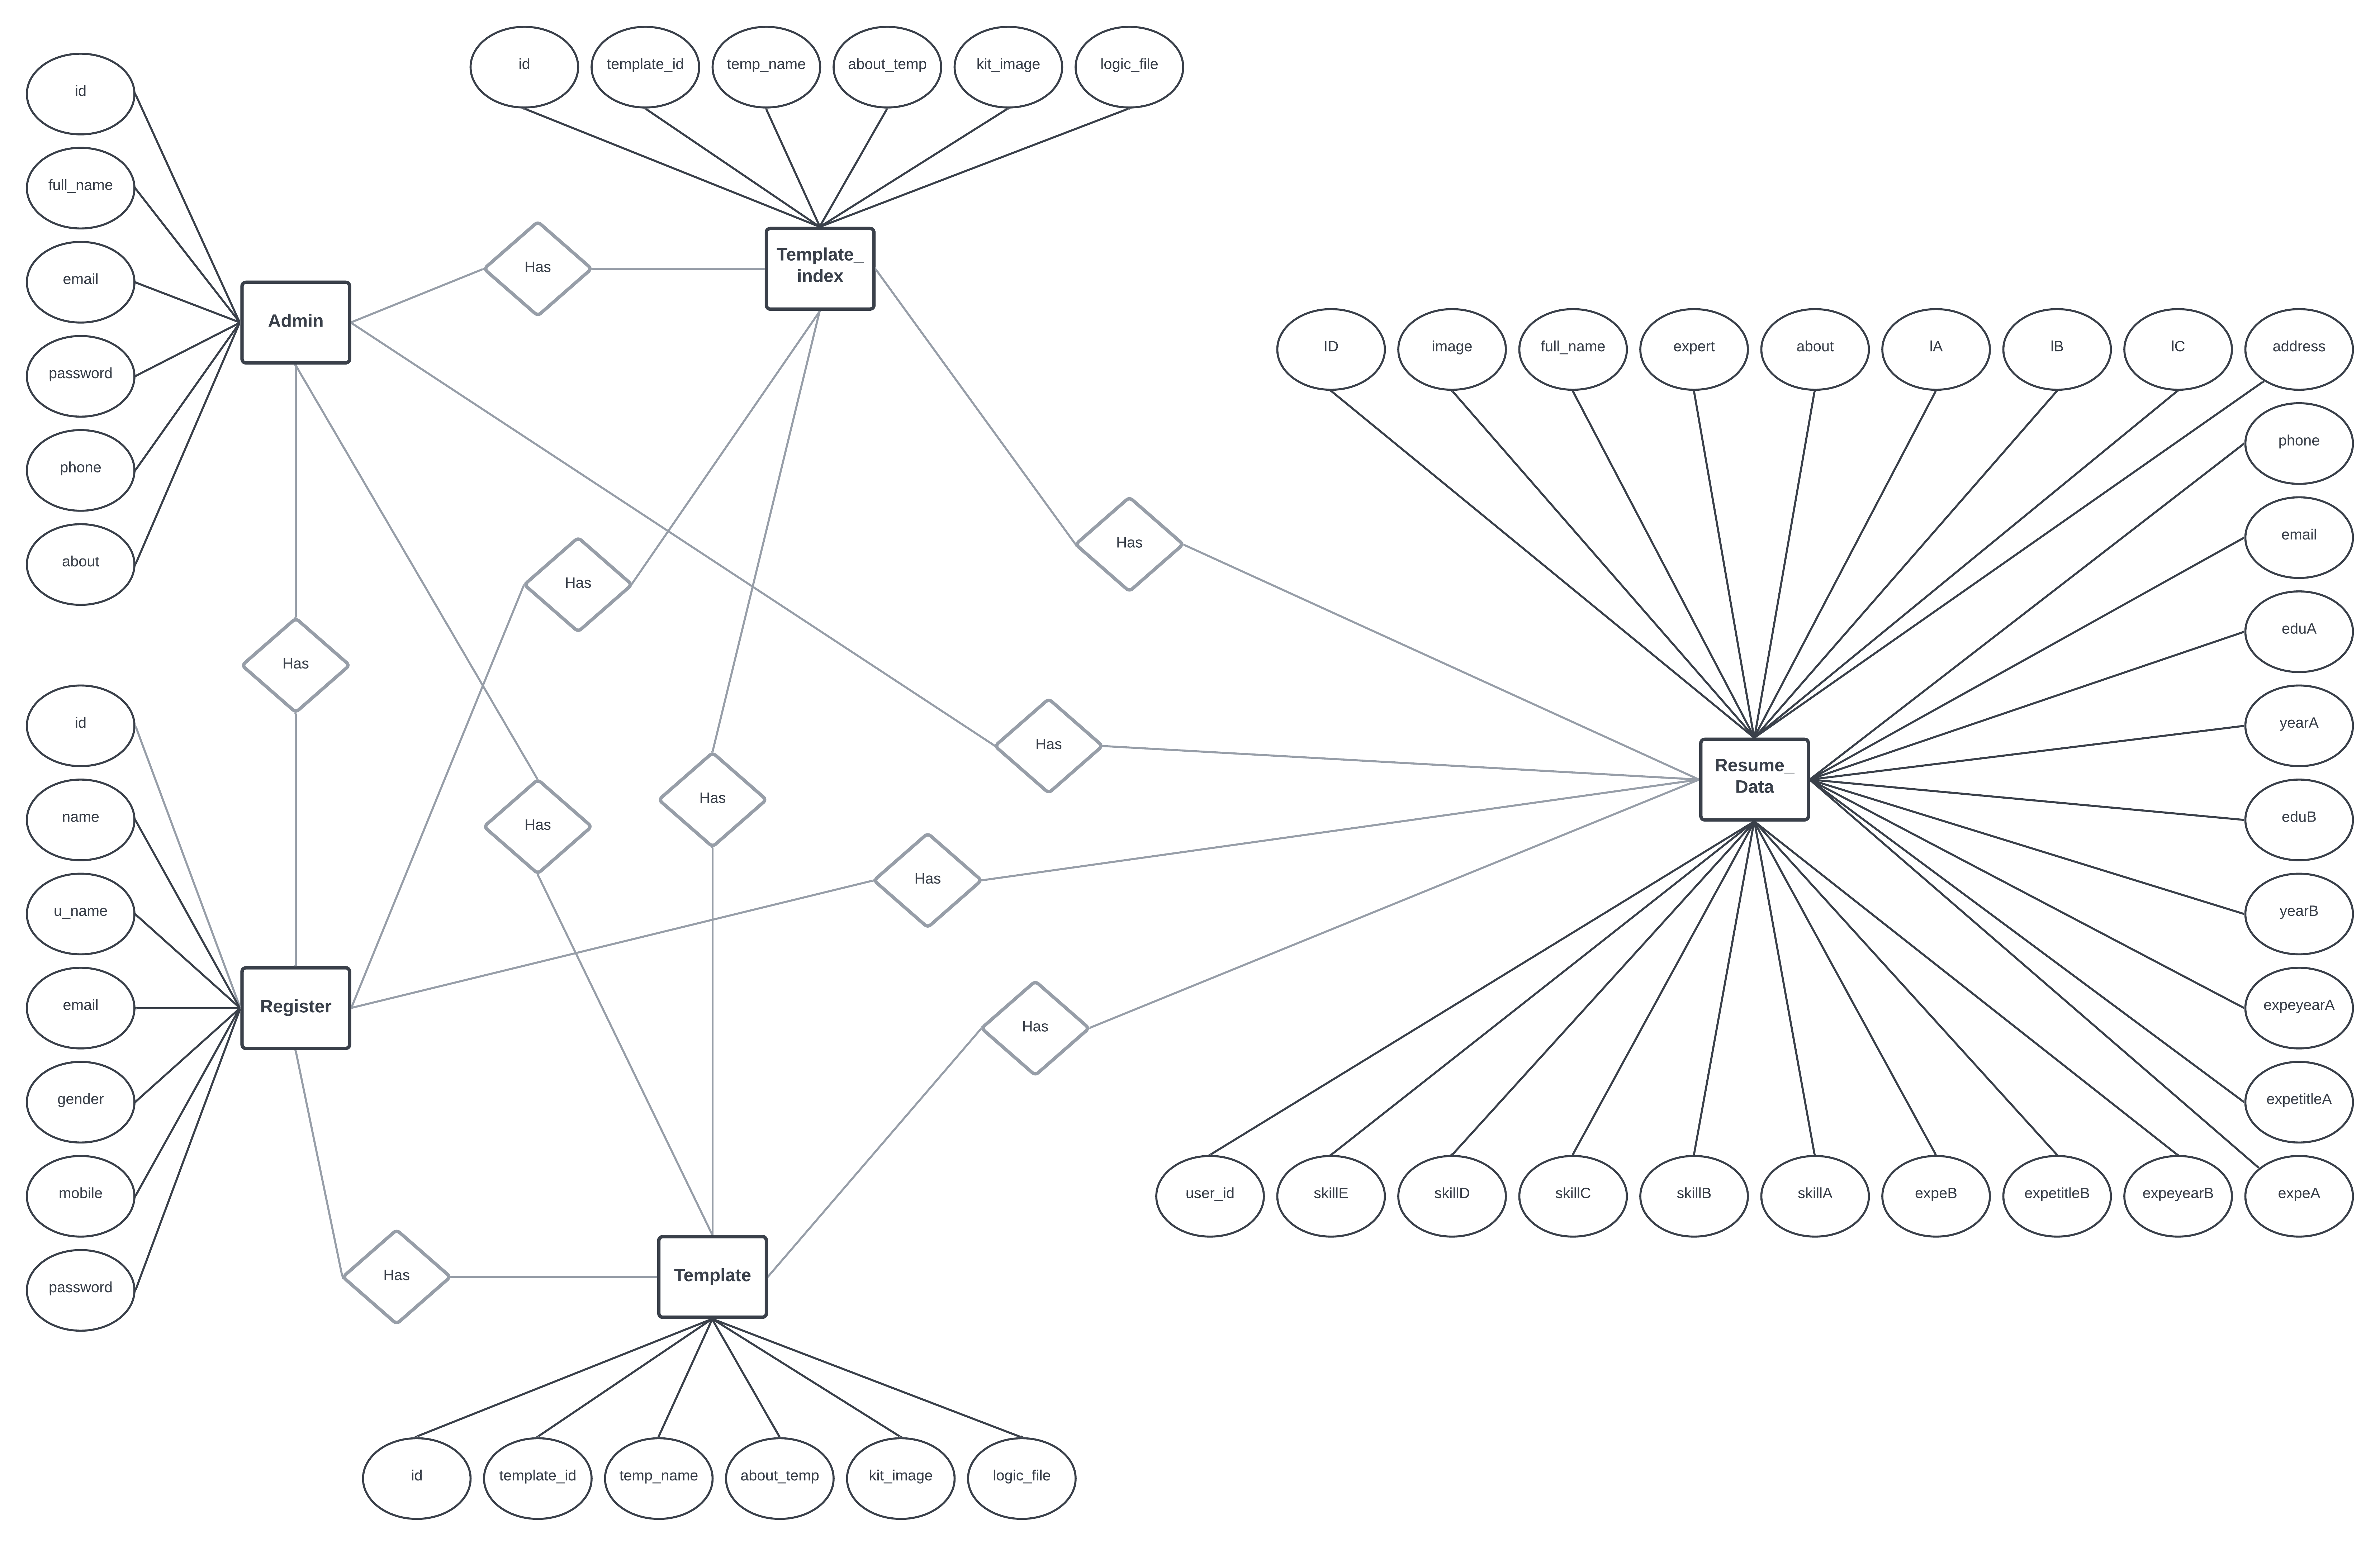 id
template_id
temp_name
about_temp
kit_image
logic_file
id
full_name
email
password
phone
about
Admin
Has
Template_
index
Has
Has
Has
Has
Has
Has
Has
Has
Has
ID
image
full_name
expert
about
lA
lB
lC
address
phone
email
eduA
yearA
eduB
yearB
expeyearA
expetitleA
expeA
Resume_
Data
user_id
skillE
skillD
skillC
skillB
skillA
expeB
expetitleB
expeyearB
id
name
u_name
email
gender
mobile
password
Register
Template
id
template_id
temp_name
about_temp
kit_image
logic_file